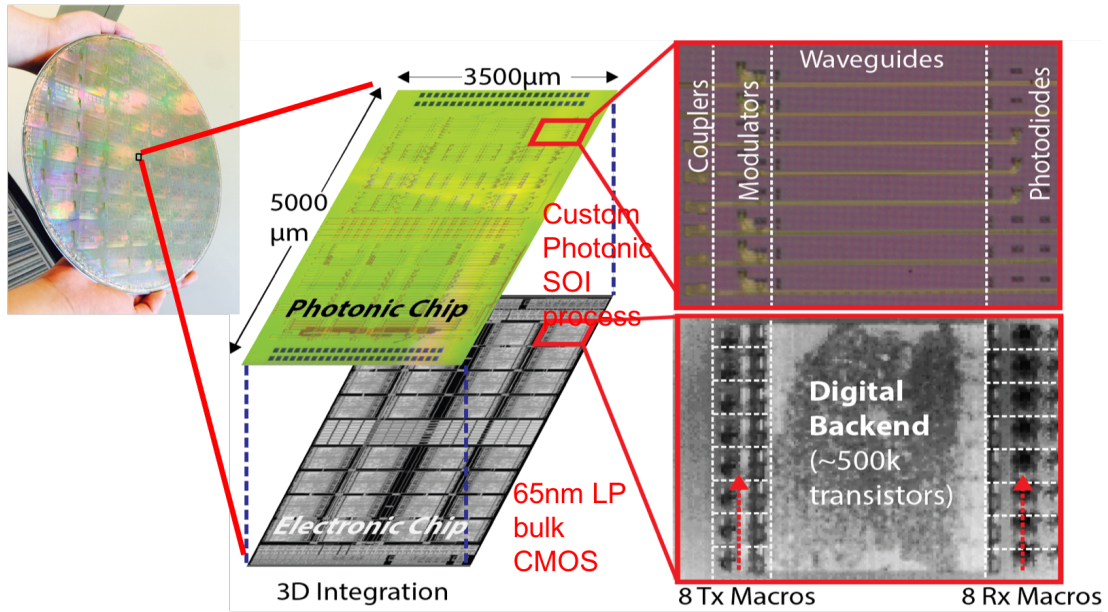 3500μm
5000
μm
Photonic Chip
Custom
Photonic
SOI
process
Electronic Chip
65nm LP
bulk
CMOS
3D Integration
Couplers
Modulators
Waveguides
Photodiodes
Digital
Backend
(~500k
transistors)
8 Tx Macros
8 Rx Macros